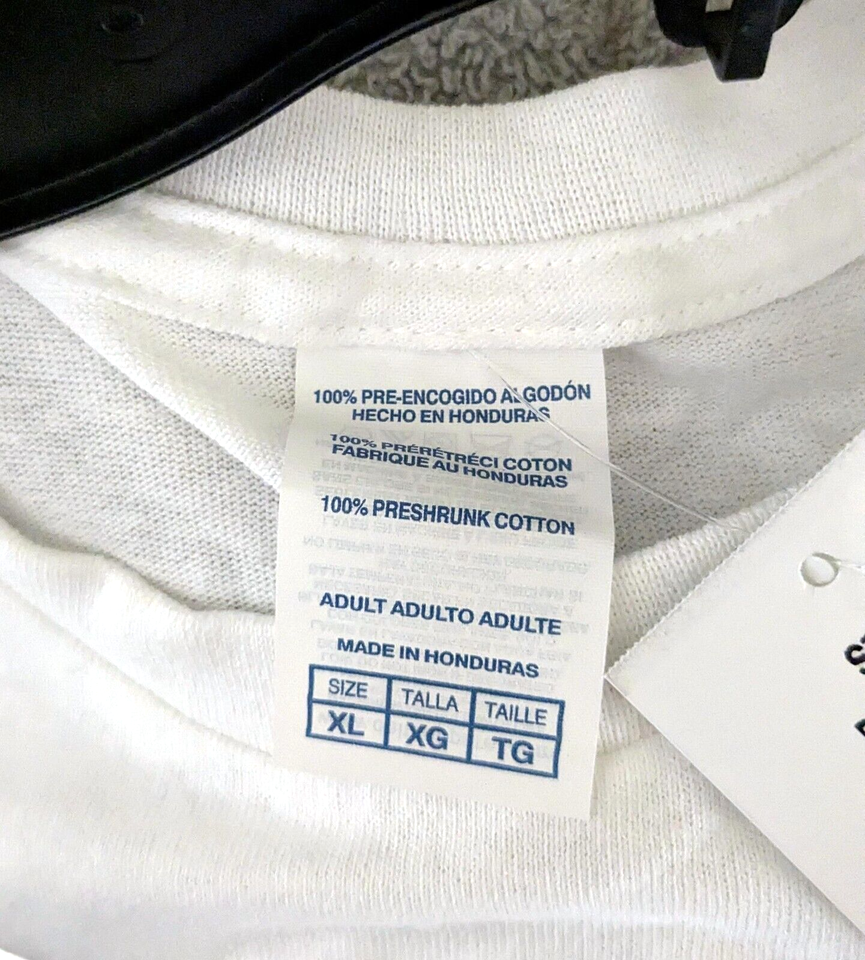 100% PRE-ENCOGIDO ALGODÓN
HECHO EN HONDURAS
100% PRÉRÉTRÉCI COTON
FABRIQUE AU HONDURAS
100% PRESHRUNK COTTON
ADULT ADULTO ADULTE
MADE IN HONDURAS
SIZE TALLA TAILLE
XL XG TG